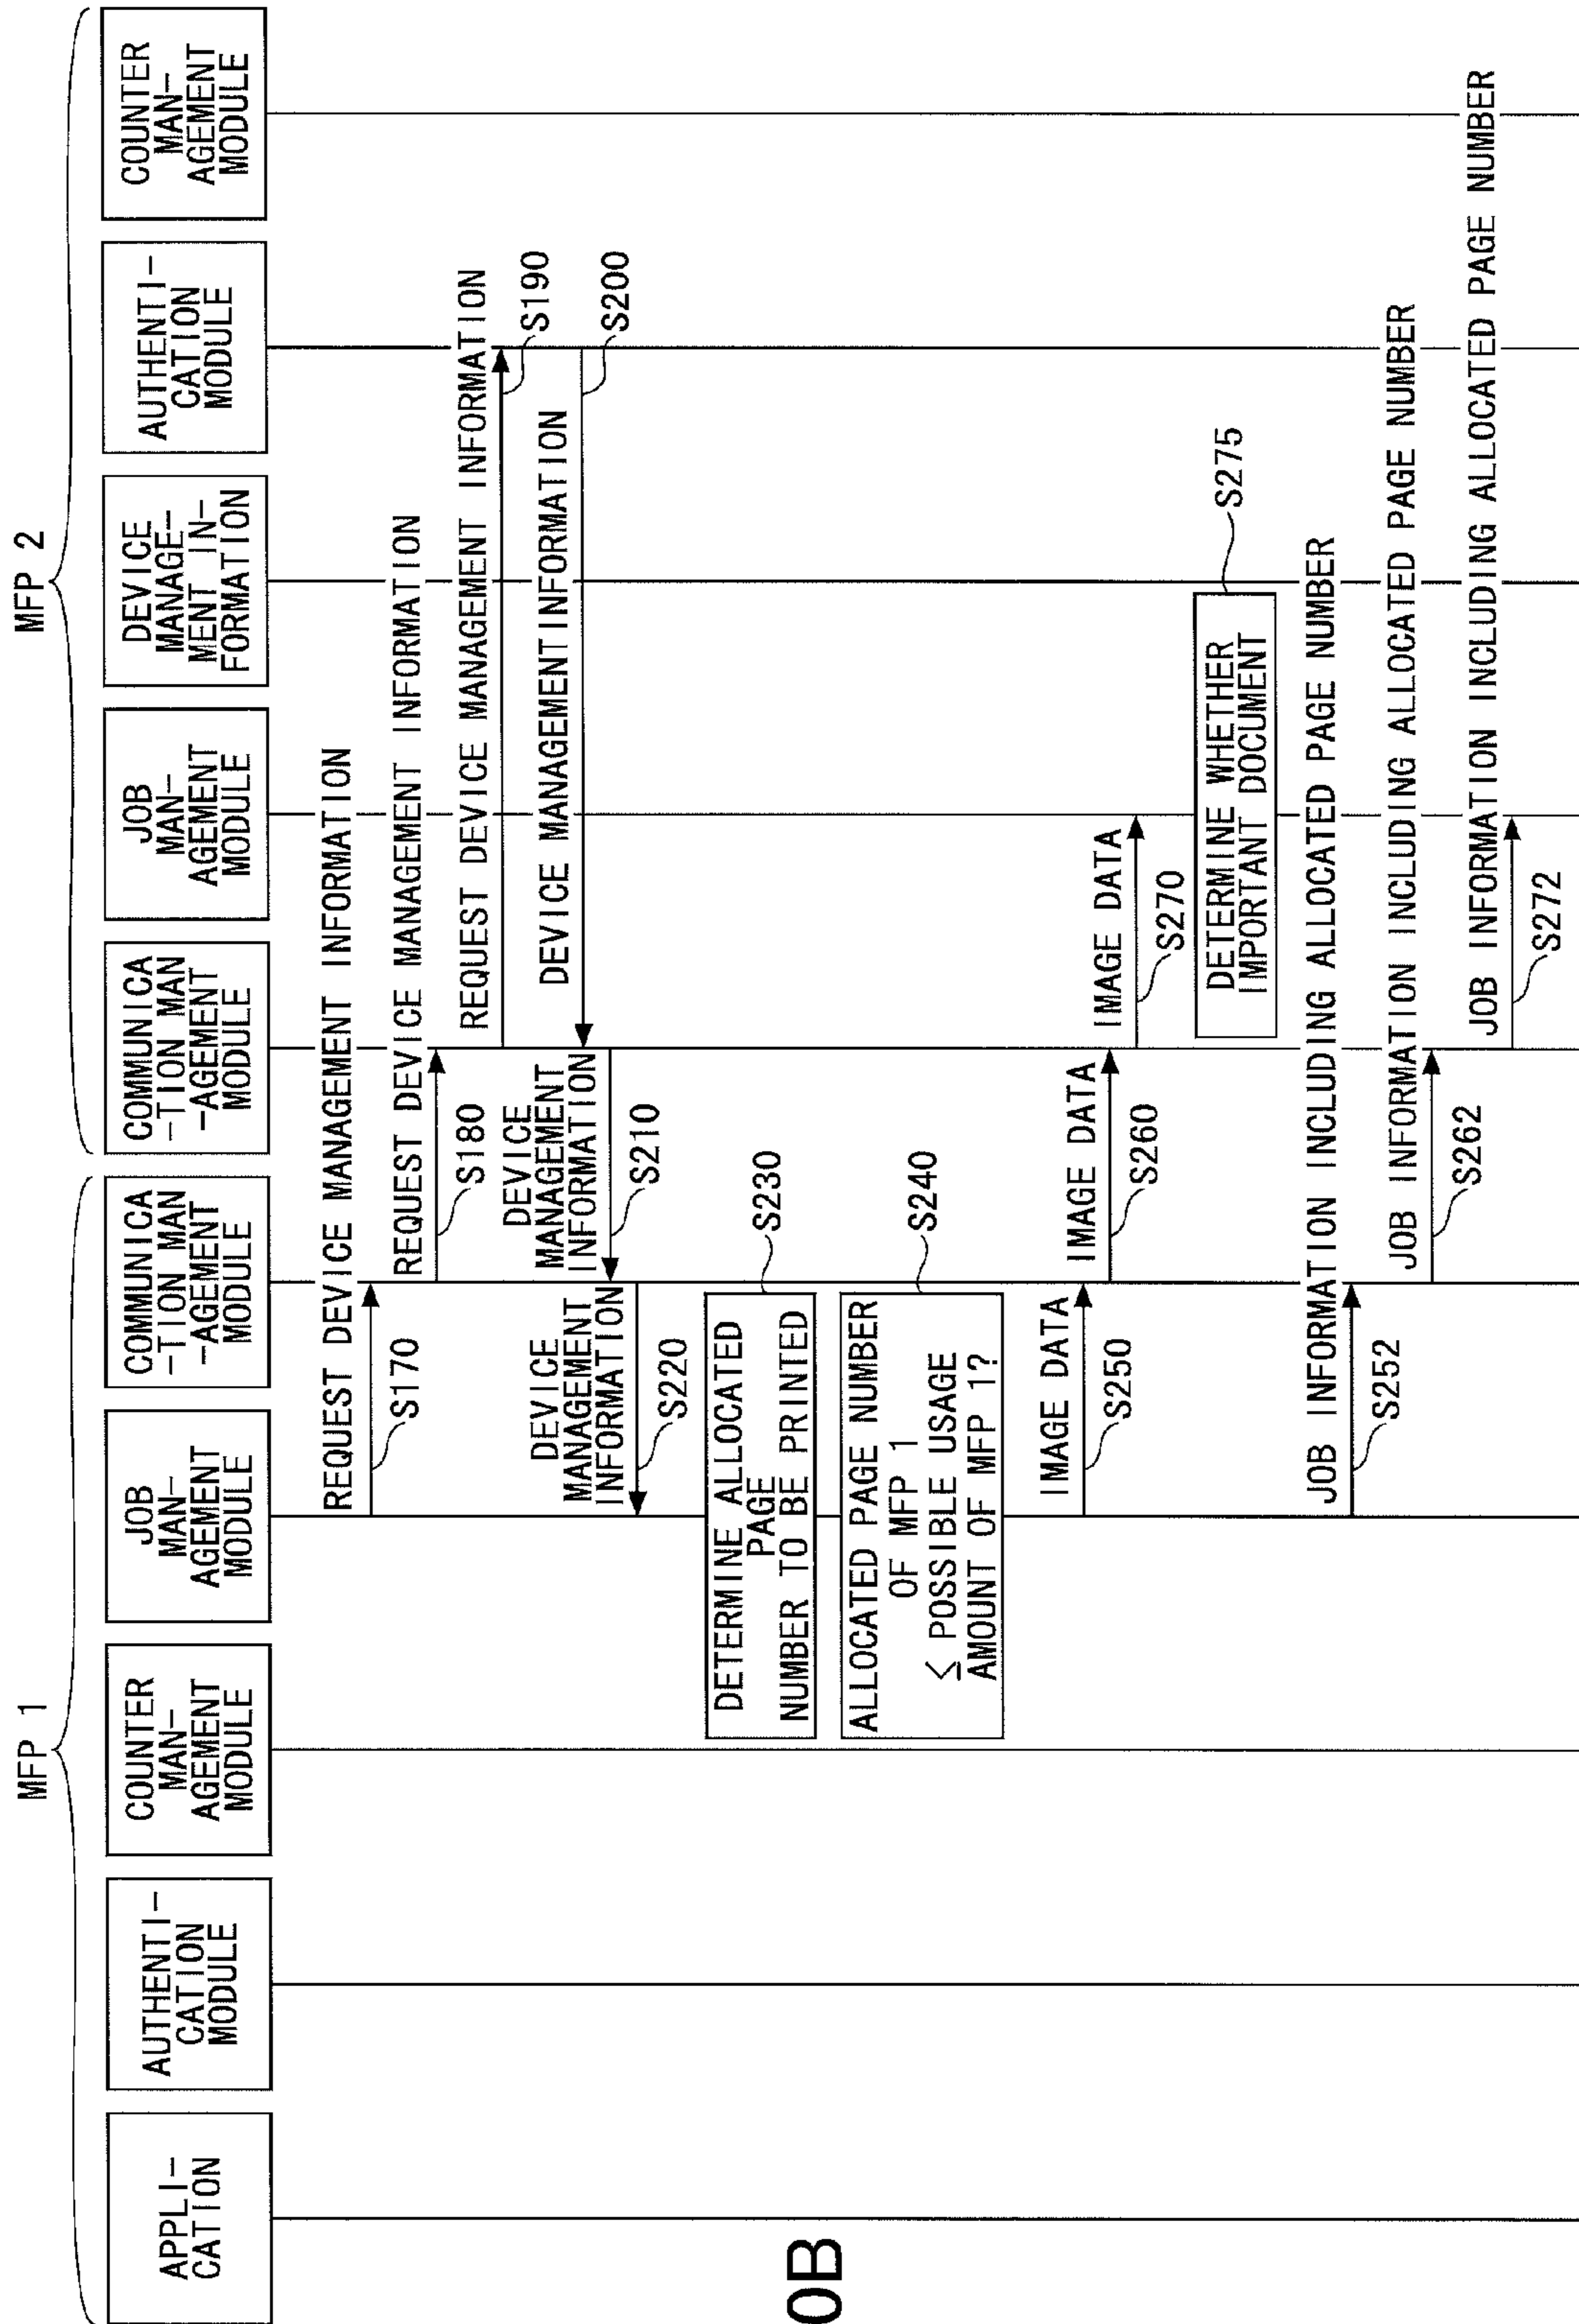 MFP 1
MFP 2
APPLI-
CATION
AUTHENTI-
CATION
MODULE
COUNTER
MAN-
AGEMENT
MODULE
JOB
MAN-
AGEMENT
MODULE
COMMUNICA
-TION MAN
-AGEMENT
MODULE
COMMUNICA
-TION MAN
-AGEMENT
MODULE
JOB
MAN-
AGEMENT
MODULE
DEVICE
MANAGE-
MENT IN-
FORMATION
AUTHENTI-
CATION
MODULE
COUNTER
MAN-
AGEMENT
MODULE
REQUEST DEVICE MANAGEMENT INFORMATION
S170
REQUEST DEVICE MANAGEMENT INFORMATION
S180
REQUEST DEVICE MANAGEMENT INFORMATION
S190
DEVICE MANAGEMENTINFORMATION
S200
DEVICE
MANAGEMENT
INFORMATION
S210
DEVICE
MANAGEMENT
INFORMATION
S220
DETERMINE ALLOCATED
PAGE
NUMBER TO BE PRINTED
S230
ALLOCATED PAGE NUMBER
OF MFP 1
≤ POSSIBLE USAGE
AMOUNT OF MFP 1?
S240
IMAGE DATA
S250
IMAGE DATA
S260
IMAGE DATA
S270
DETERMINE WHETHER
IMPORTANT DOCUMENT
S275
JOB INFORMATION INCLUDING ALLOCATED PAGE NUMBER
S252
JOB INFORMATION INCLUDING ALLOCATED PAGE NUMBER
S262
JOB INFORMATION INCLUDING ALLOCATED PAGE NUMBER
S272
0B